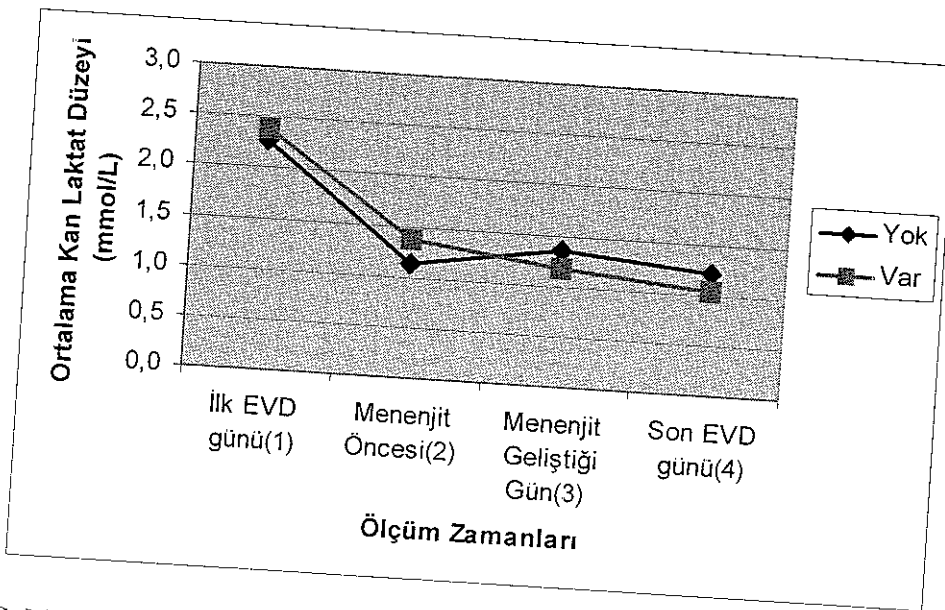 Ortalama Kan Laktat Düzeyi
(mmol/L)
3,0
2,5
2,0
1,5
1,0
0,5
0,0
İlk EVD
günü(1)
Menenjit
Öncesi(2)
Menenjit
Geliştiği
Gün(3)
Son EVD
günü(4)
Ölçüm Zamanları
Yok
Var